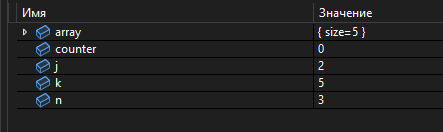 Имя Значение
array { size=5 }
counter 0
j 2
k 5
n 3